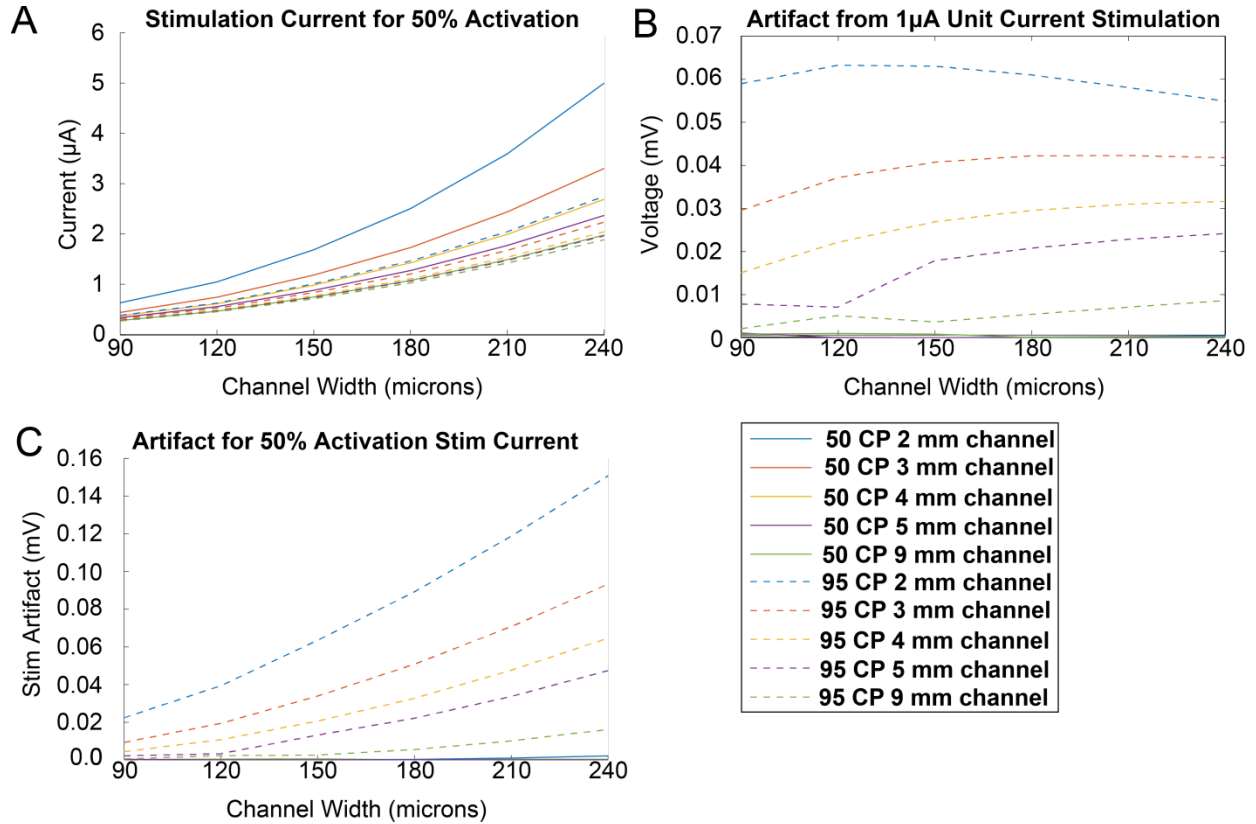 A
Stimulation Current for 50% Activation
6
5
4
3
2
1
0
Current (µA)
90 120 150 180 210 240
Channel Width (microns)
B
Artifact from 1µA Unit Current Stimulation
0.07
0.06
0.05
0.04
0.03
0.02
0.01
0
Voltage (mV)
90 120 150 180 210 240
Channel Width (microns)
C
Artifact for 50% Activation Stim Current
0.16
0.14
0.12
0.10
0.08
0.06
0.04
0.02
0.0
Stim Artifact (mV)
90 120 150 180 210 240
Channel Width (microns)
50 CP 2 mm channel
50 CP 3 mm channel
50 CP 4 mm channel
50 CP 5 mm channel
50 CP 9 mm channel
95 CP 2 mm channel
95 CP 3 mm channel
95 CP 4 mm channel
95 CP 5 mm channel
95 CP 9 mm channel